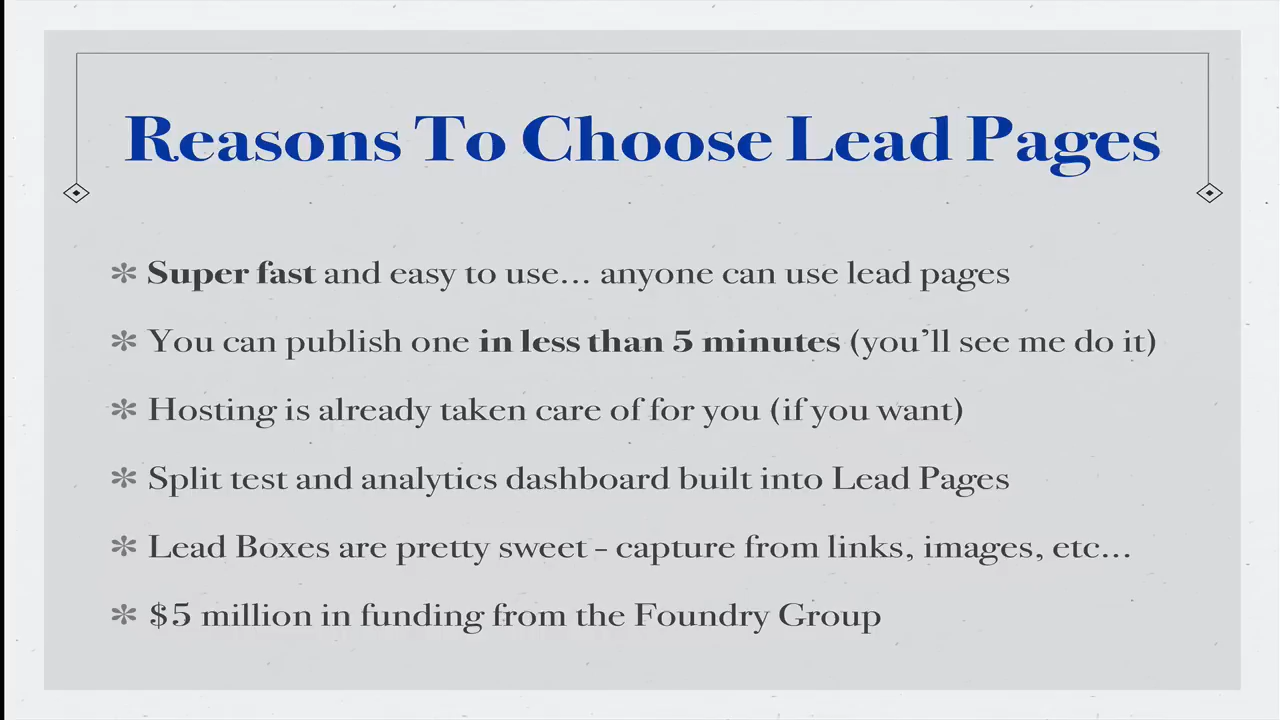 Reasons To Choose Lead Pages
✻ Super fast and easy to use... anyone can use lead pages
✻ You can publish one in less than 5 minutes (you'll see me do it)
✻ Hosting is already taken care of for you (if you want)
✻ Split test and analytics dashboard built into Lead Pages
✻ Lead Boxes are pretty sweet - capture from links, images, etc...
✻ $5 million in funding from the Foundry Group